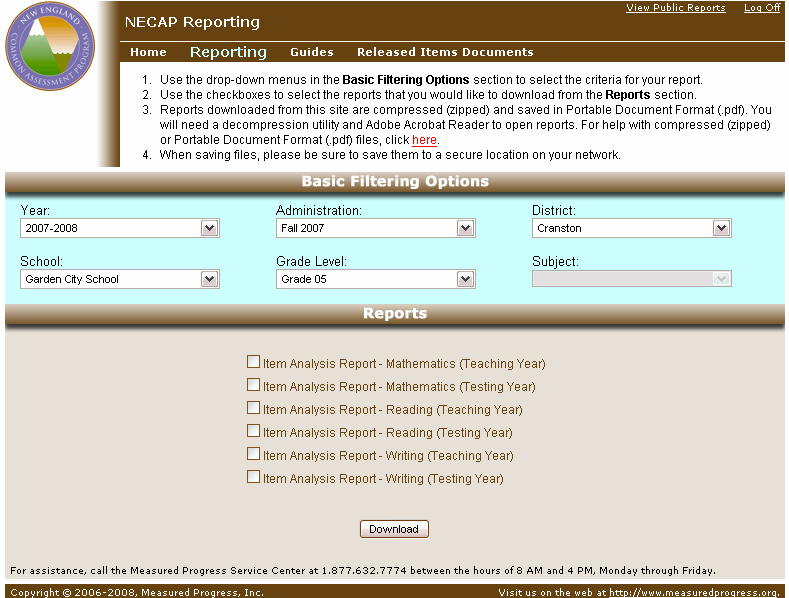 View Public Reports Log Off
NEW ENGLAND
COMMON ASSESSMENT PROGRAM
NECAP Reporting
Home Reporting Guides Released Items Documents
1. Use the drop-down menus in the Basic Filtering Options section to select the criteria for your report.
2. Use the checkboxes to select the reports that you would like to download from the Reports section.
3. Reports downloaded from this site are compressed (zipped) and saved in Portable Document Format (.pdf). You
will need a decompression utility and Adobe Acrobat Reader to open reports. For help with compressed (zipped)
or Portable Document Format (.pdf) files, click here.
4. When saving files, please be sure to save them to a secure location on your network.
Basic Filtering Options
Year: Administration: District:
2007-2008 Fall 2007 Cranston
School: Grade Level: Subject:
Garden City School Grade 05
Reports
Item Analysis Report - Mathematics (Teaching Year)
Item Analysis Report - Mathematics (Testing Year)
Item Analysis Report - Reading (Teaching Year)
Item Analysis Report - Reading (Testing Year)
Item Analysis Report - Writing (Teaching Year)
Item Analysis Report - Writing (Testing Year)
Download
For assistance, call the Measured Progress Service Center at 1.877.632.7774 between the hours of 8 AM and 4 PM, Monday through Friday.
Copyright © 2006-2008, Measured Progress, Inc. Visit us on the web at http://www.measuredprogress.org.